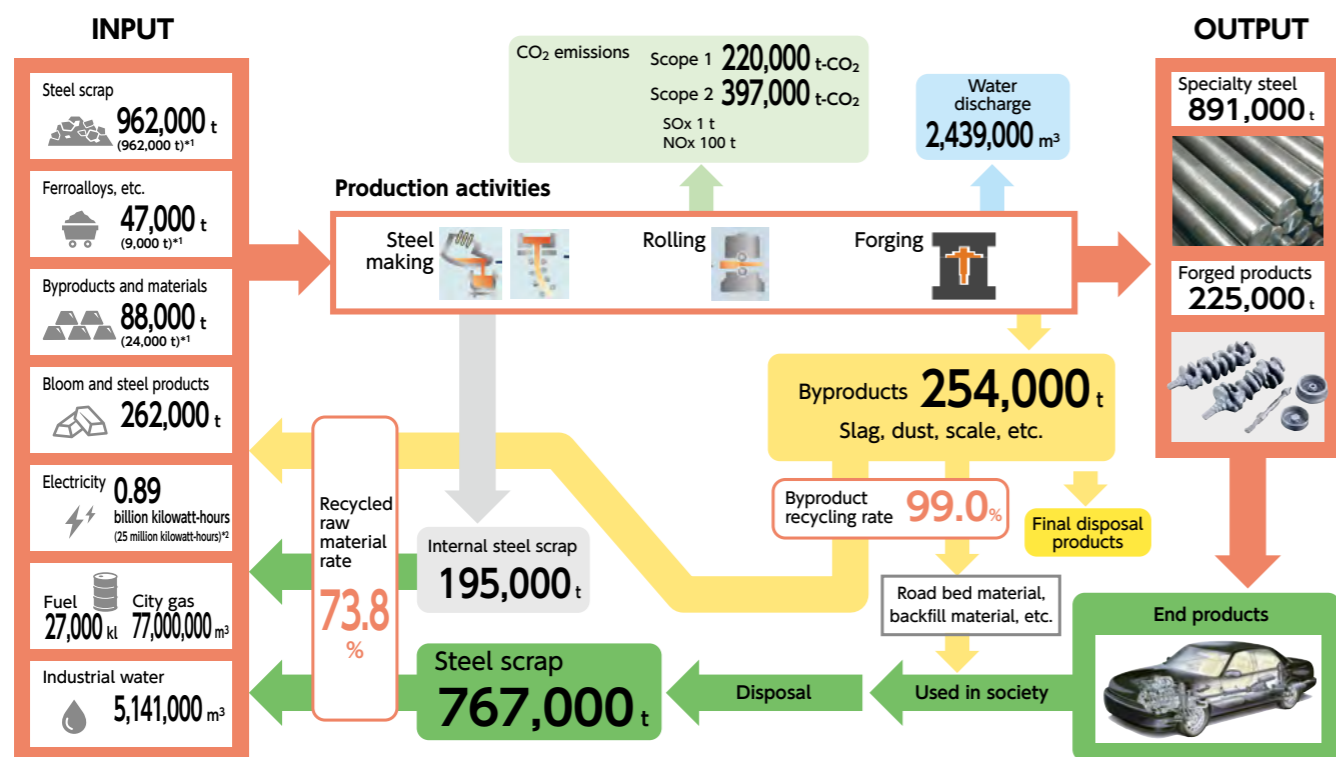 INPUT
Steel scrap
962,000 t
(962,000 t)*1
Ferroalloys, etc.
47,000 t
(9,000 t)*1
Byproducts and materials
88,000 t
(24,000 t)*1
Bloom and steel products
262,000 t
Electricity 0.89
billion kilowatt-hours
(25 million kilowatt-hours)*2
Fuel
27,000 kl
City gas
77,000,000 m³
Industrial water
5,141,000 m³
CO₂ emissions
Scope 1 220,000 t-CO₂
Scope 2 397,000 t-CO₂
SOx 1 t
NOx 100 t
Water
discharge
2,439,000 m³
Production activities
Steel
making
Rolling
Forging
OUTPUT
Specialty steel
891,000 t
Forged products
225,000 t
Byproducts 254,000 t
Slag, dust, scale, etc.
Byproduct
recycling rate
99.0%
Final disposal
products
Road bed material,
backfill material, etc.
Recycled
raw
material
rate
73.8
%
Internal steel scrap
195,000 t
Steel scrap
767,000 t
Disposal
Used in society
End products